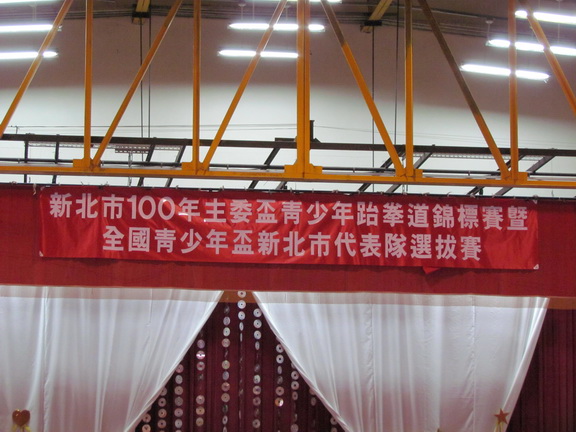 新北市100年主委盃青少年跆拳道錦標賽暨
全國青少年盃新北市代表隊選拔賽